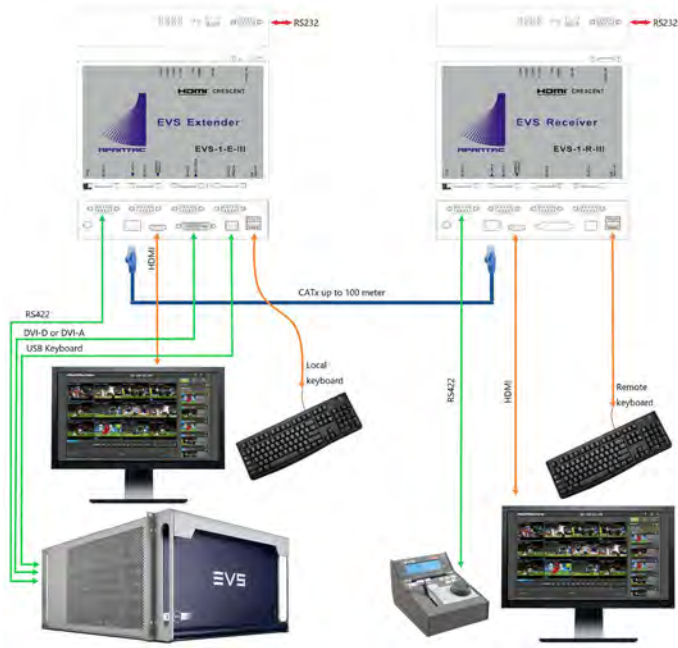 RS232
RS232
HDMI CRESCENT
EVS Extender
APANTAC
EVS-1-E-III
HDMI CRESCENT
EVS Receiver
APANTAC
EVS-1-R-III
HDMI
CATx up to 100 meter
RS422
DVI-D or DVI-A
USB Keyboard
Local
keyboard
RS422
HDMI
Remote
keyboard
EVS